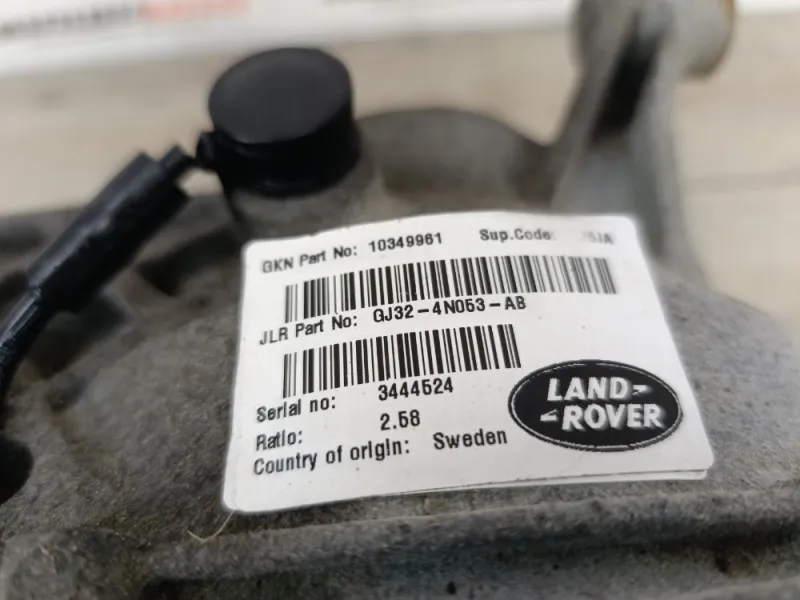 GKN Part No: 10349961 Sup.Code:
JLR Part No: GJ32-4N053-AB
Serial no: 3444524
Ratio: 2.58
Country of origin: Sweden
LAND-
-ROVER